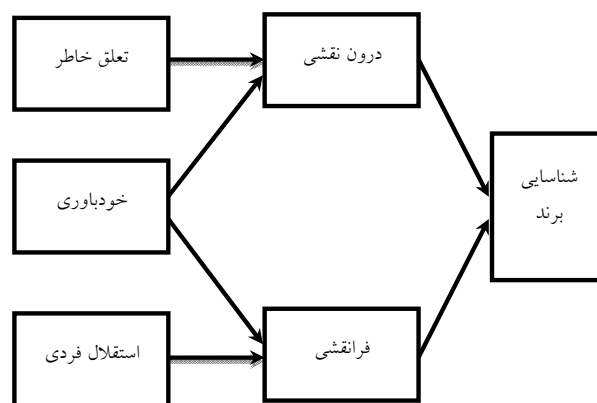 تعلق خاطر
درون نقشی
خودباوری
شناسایی
برند
استقلال فردی
فرانقشی